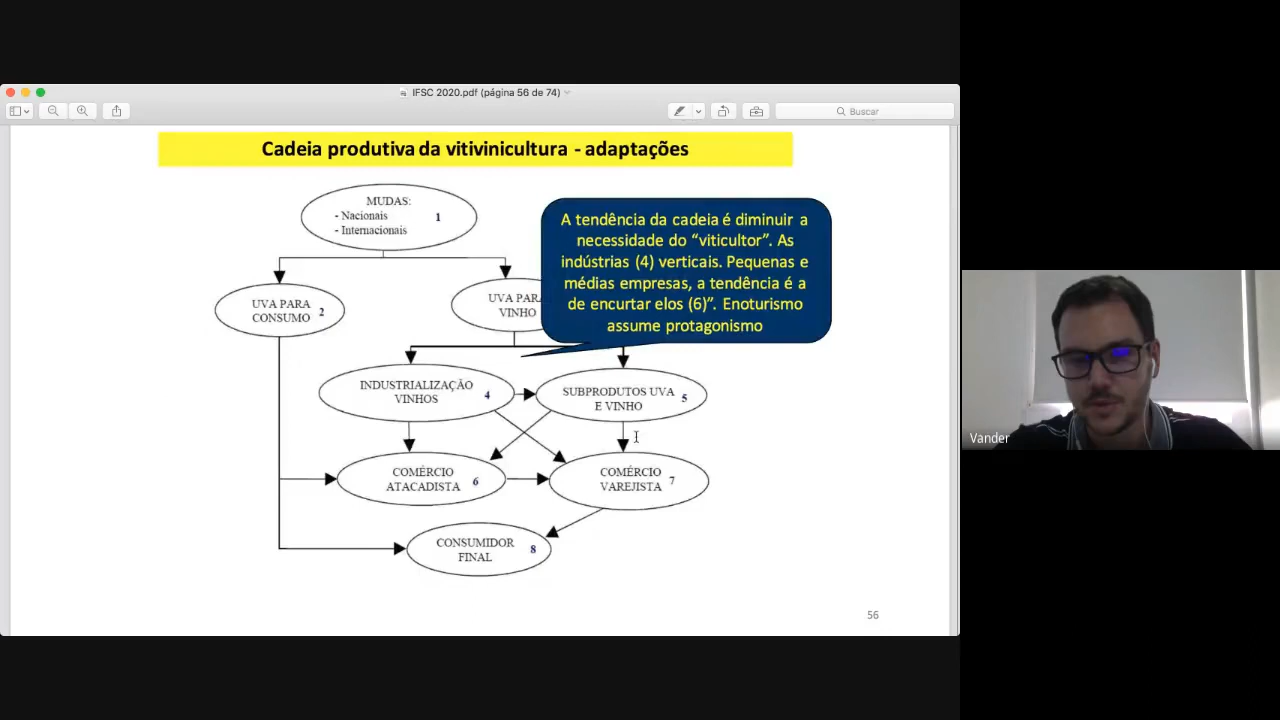 IFSC 2020.pdf (página 56 de 74)
Buscar
Cadeia produtiva da vitivinicultura - adaptações
MUDAS:
- Nacionais
- Internacionais
1
A tendência da cadeia é diminuir a
necessidade do “viticultor”. As
indústrias (4) verticais. Pequenas e
médias empresas, a tendência é a
de encurtar elos (6)”. Enoturismo
assume protagonismo
UVA PARA
CONSUMO 2
UVA PARA
VINHO
INDUSTRIALIZAÇÃO
VINHOS 4
SUBPRODUTOS UVA
E VINHO 5
COMÉRCIO
ATACADISTA 6
COMÉRCIO
VAREJISTA 7
CONSUMIDOR
FINAL 8
56
Vander